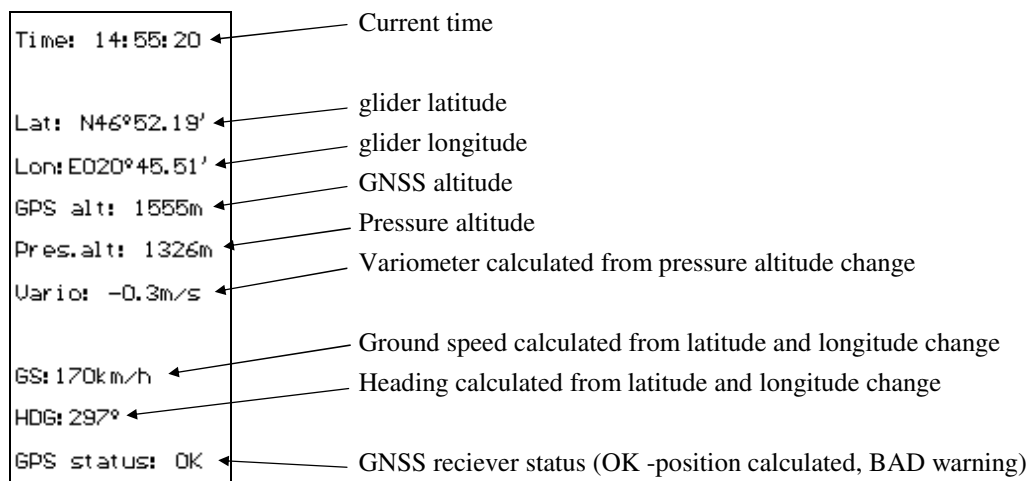 Time: 14:55:20 Current time
Lat: N46°52.19' glider latitude
Lon:E020°45.51' glider longitude
GPS alt: 1555m GNSS altitude
Pres.alt: 1326m Pressure altitude
Vario: -0.3m/s Variometer calculated from pressure altitude change
GS:170km/h Ground speed calculated from latitude and longitude change
HDG:297° Heading calculated from latitude and longitude change
GPS status: OK GNSS reciever status (OK -position calculated, BAD warning)